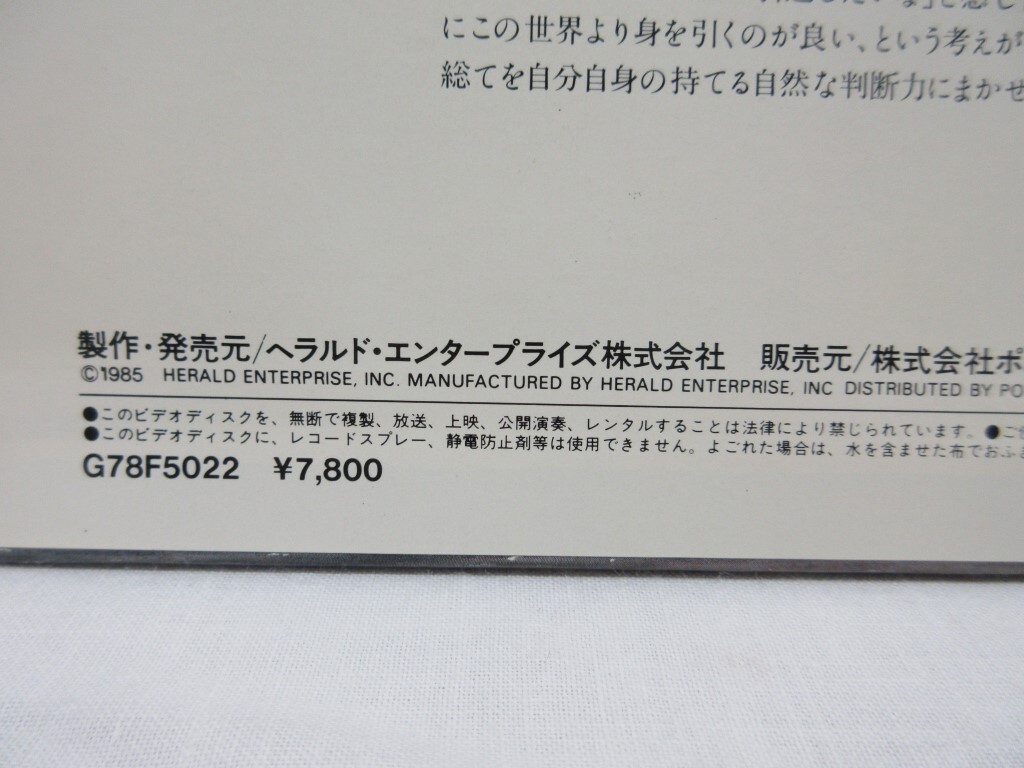 にこの世界より身を引くのが良い、という考えが
総てを自分自身の持てる自然な判断力にまかせ
製作・発売元/ヘラルド・エンタープライズ株式会社 販売元/株式会社ポ
©1985 HERALD ENTERPRISE, INC. MANUFACTURED BY HERALD ENTERPRISE, INC DISTRIBUTED BY PO
●このビデオディスクを、無断で複製、放送、上映、公開演奏、レンタルすることは法律により禁じられています。●ご
●このビデオディスクに、レコードスプレー、静電防止剤等は使用できません。よごれた場合は、水を含ませた布でおふ
G78F5022 ¥7,800